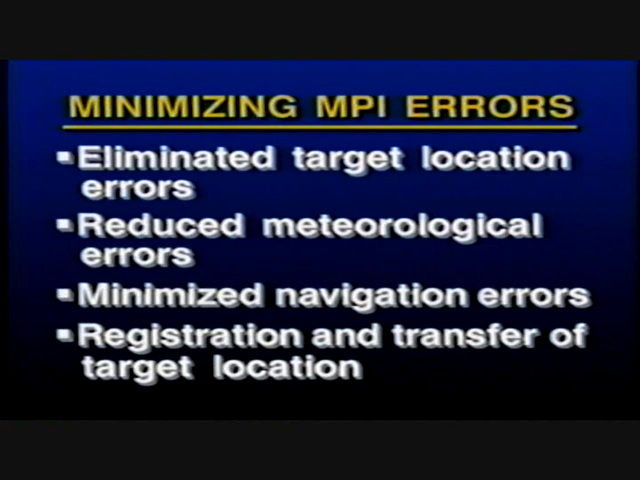 MINIMIZING MPI ERRORS
▪Eliminated target location
errors
▪Reduced meteorological
errors
▪Minimized navigation errors
▪Registration and transfer of
target location